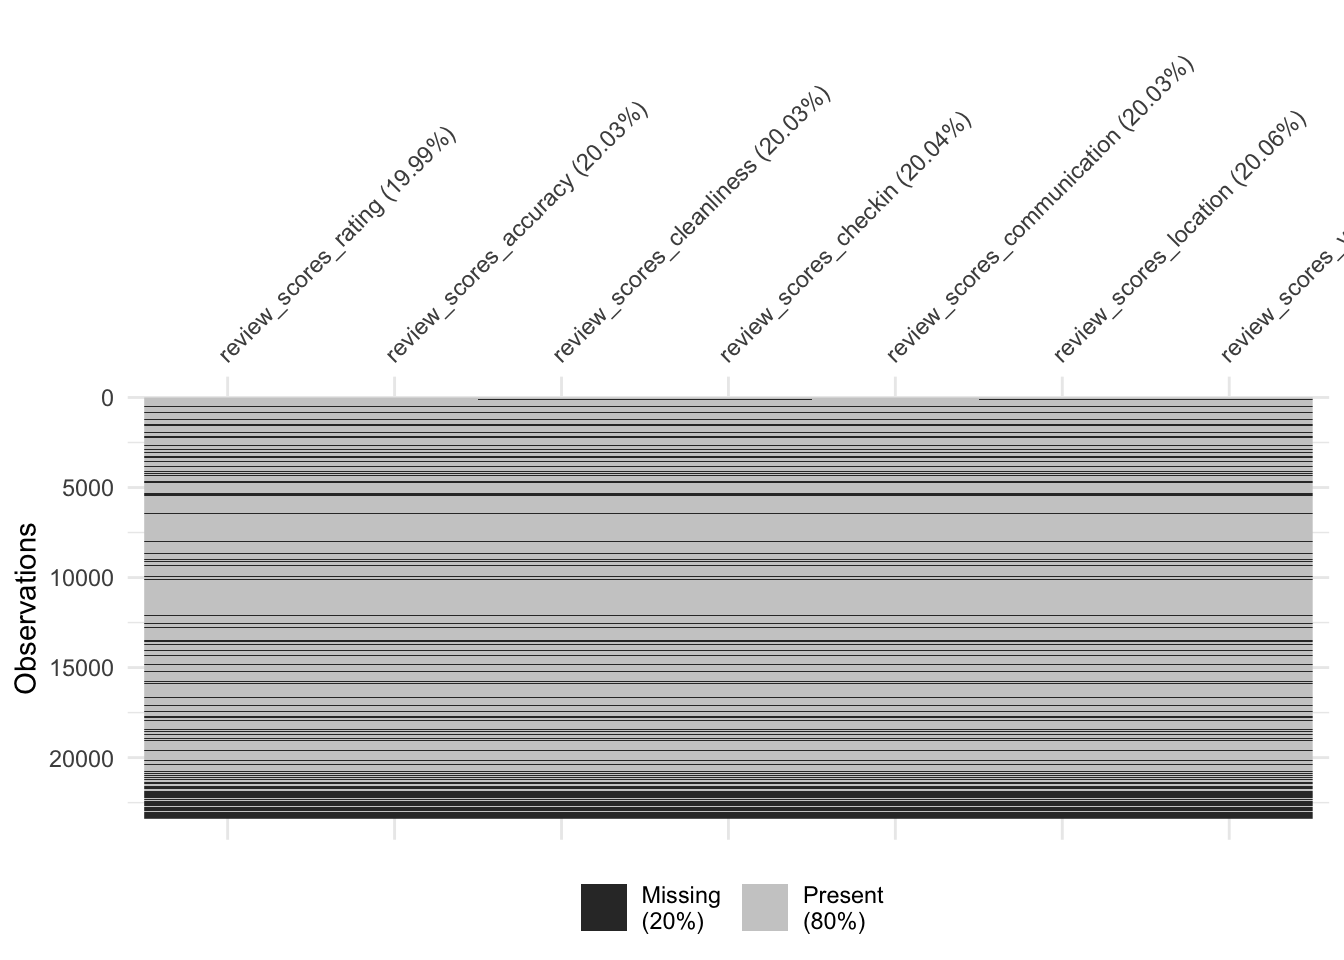 review_scores_rating (19.99%)
review_scores_accuracy (20.03%)
review_scores_cleanliness (20.03%)
review_scores_checkin (20.04%)
review_scores_communication (20.03%)
review_scores_location (20.06%)
review_scores_v
Observations
0
5000
10000
15000
20000
Missing
(20%)
Present
(80%)